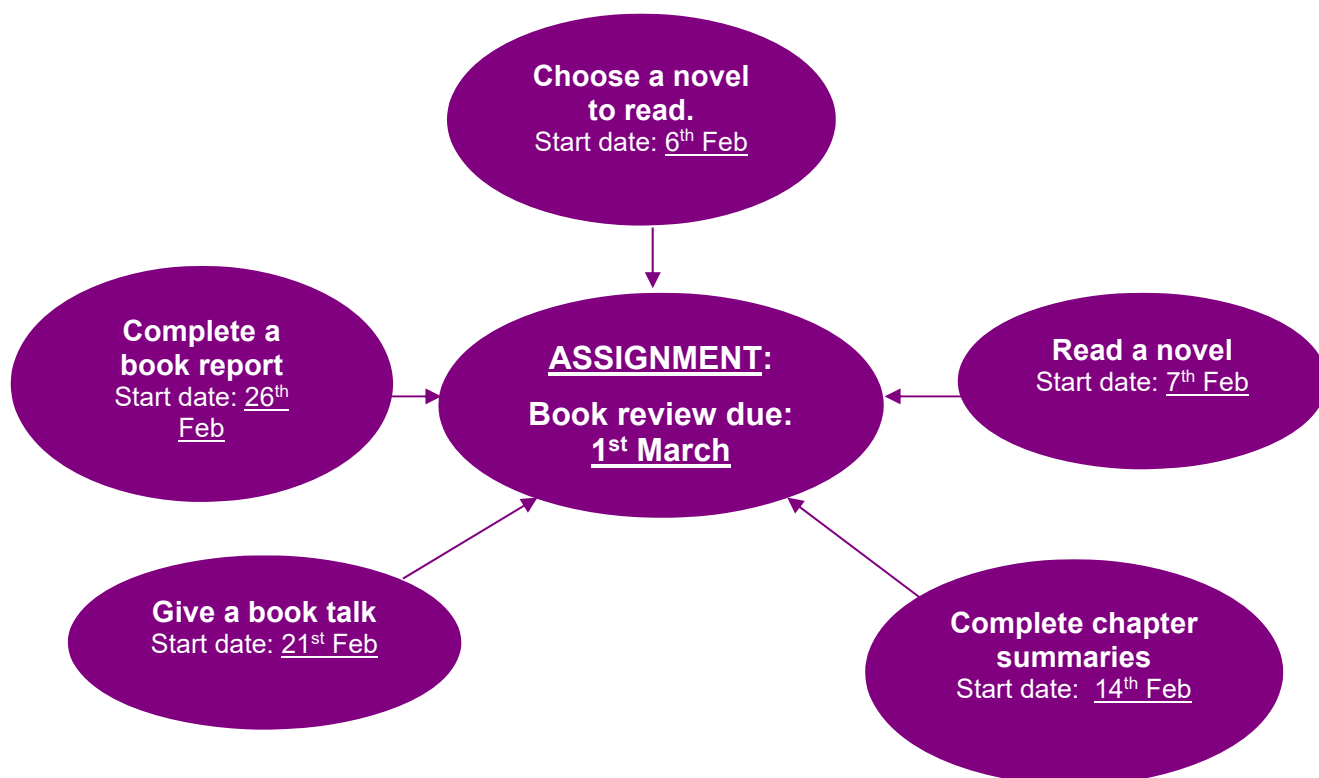 Choose a novel
to read.
Start date: 6th Feb
Complete a
book report
Start date: 26th
Feb
ASSIGNMENT:
Book review due:
1st March
Read a novel
Start date: 7th Feb
Give a book talk
Start date: 21st Feb
Complete chapter
summaries
Start date: 14th Feb